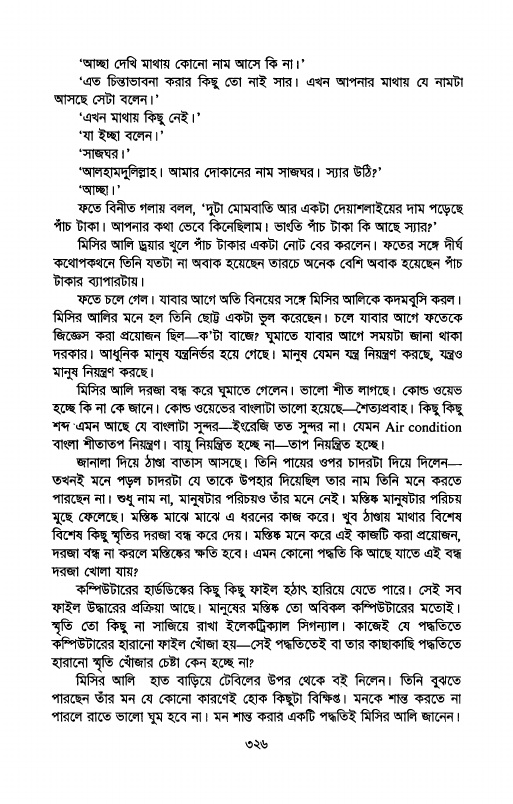 ‘আচ্ছা দেখি মাথায় কোনো নাম আসে কি না।’
‘এত চিন্তাভাবনা করার কিছু তো নাই সার। এখন আপনার মাথায় যে নামটা
আসছে সেটা বলেন।’
‘এখন মাথায় কিছু নেই।’
‘যা ইচ্ছা বলেন।’
‘সাজঘর।’
‘আলহামদুলিল্লাহ। আমার দোকানের নাম সাজঘর। স্যার উঠি?’
‘আচ্ছা।’
ফতে বিনীত গলায় বলল, ‘দুটা মোমবাতি আর একটা দেয়াশলাইয়ের দাম পড়েছে
পাঁচ টাকা। আপনার কথা ভেবে কিনেছিলাম। ভাংতি পাঁচ টাকা কি আছে স্যার?’
মিসির আলি ড্রয়ার খুলে পাঁচ টাকার একটা নোট বের করলেন। ফতের সঙ্গে দীর্ঘ
কথোপকথনে তিনি যতটা না অবাক হয়েছেন তারচে অনেক বেশি অবাক হয়েছেন পাঁচ
টাকার ব্যাপারটায়।
ফতে চলে গেল। যাবার আগে অতি বিনয়ের সঙ্গে মিসির আলিকে কদমবুসি করল।
মিসির আলির মনে হল তিনি ছোট্ট একটা ভুল করেছেন। চলে যাবার আগে ফতেকে
জিজ্ঞেস করা প্রয়োজন ছিল—ক’টা বাজে? ঘুমাতে যাবার আগে সময়টা জানা থাকা
দরকার। আধুনিক মানুষ যন্ত্রনির্ভর হয়ে গেছে। মানুষ যেমন যন্ত্র নিয়ন্ত্রণ করছে, যন্ত্রও
মানুষ নিয়ন্ত্রণ করছে।
মিসির আলি দরজা বন্ধ করে ঘুমাতে গেলেন। ভালো শীত লাগছে। কোল্ড ওয়েভ
হচ্ছে কি না কে জানে। কোল্ড ওয়েভের বাংলাটা ভালো হয়েছে—শৈত্যপ্রবাহ। কিছু কিছু
শব্দ এমন আছে যে বাংলাটা সুন্দর—ইংরেজি তত সুন্দর না। যেমন Air condition
বাংলা শীতাতপ নিয়ন্ত্রণ। বায়ু নিয়ন্ত্রিত হচ্ছে না—তাপ নিয়ন্ত্রিত হচ্ছে।
জানালা দিয়ে ঠাণ্ডা বাতাস আসছে। তিনি পায়ের ওপর চাদরটা দিয়ে দিলেন—
তখনই মনে পড়ল চাদরটা যে তাকে উপহার দিয়েছিল তার নাম তিনি মনে করতে
পারছেন না। শুধু নাম না, মানুষটার পরিচয়ও তাঁর মনে নেই। মস্তিষ্ক মানুষটার পরিচয়
মুছে ফেলেছে। মস্তিষ্ক মাঝে মাঝে এ ধরনের কাজ করে। খুব ঠাণ্ডায় মাথার বিশেষ
বিশেষ কিছু স্মৃতির দরজা বন্ধ করে দেয়। মস্তিষ্ক মনে করে এই কাজটি করা প্রয়োজন,
দরজা বন্ধ না করলে মস্তিষ্কের ক্ষতি হবে। এমন কোনো পদ্ধতি কি আছে যাতে এই বন্ধ
দরজা খোলা যায়?
কম্পিউটারের হার্ডডিস্কের কিছু কিছু ফাইল হঠাৎ হারিয়ে যেতে পারে। সেই সব
ফাইল উদ্ধারের প্রক্রিয়া আছে। মানুষের মস্তিষ্ক তো অবিকল কম্পিউটারের মতোই।
স্মৃতি তো কিছু না সাজিয়ে রাখা ইলেকট্রিক্যাল সিগন্যাল। কাজেই যে পদ্ধতিতে
কম্পিউটারের হারানো ফাইল খোঁজা হয়—সেই পদ্ধতিতেই বা তার কাছাকাছি পদ্ধতিতে
হারানো স্মৃতি খোঁজার চেষ্টা কেন হচ্ছে না?
মিসির আলি হাত বাড়িয়ে টেবিলের উপর থেকে বই নিলেন। তিনি বুঝতে
পারছেন তাঁর মন যে কোনো কারণেই হোক কিছুটা বিক্ষিপ্ত। মনকে শান্ত করতে না
পারলে রাতে ভালো ঘুম হবে না। মন শান্ত করার একটি পদ্ধতিই মিসির আলি জানেন।
৩২৬